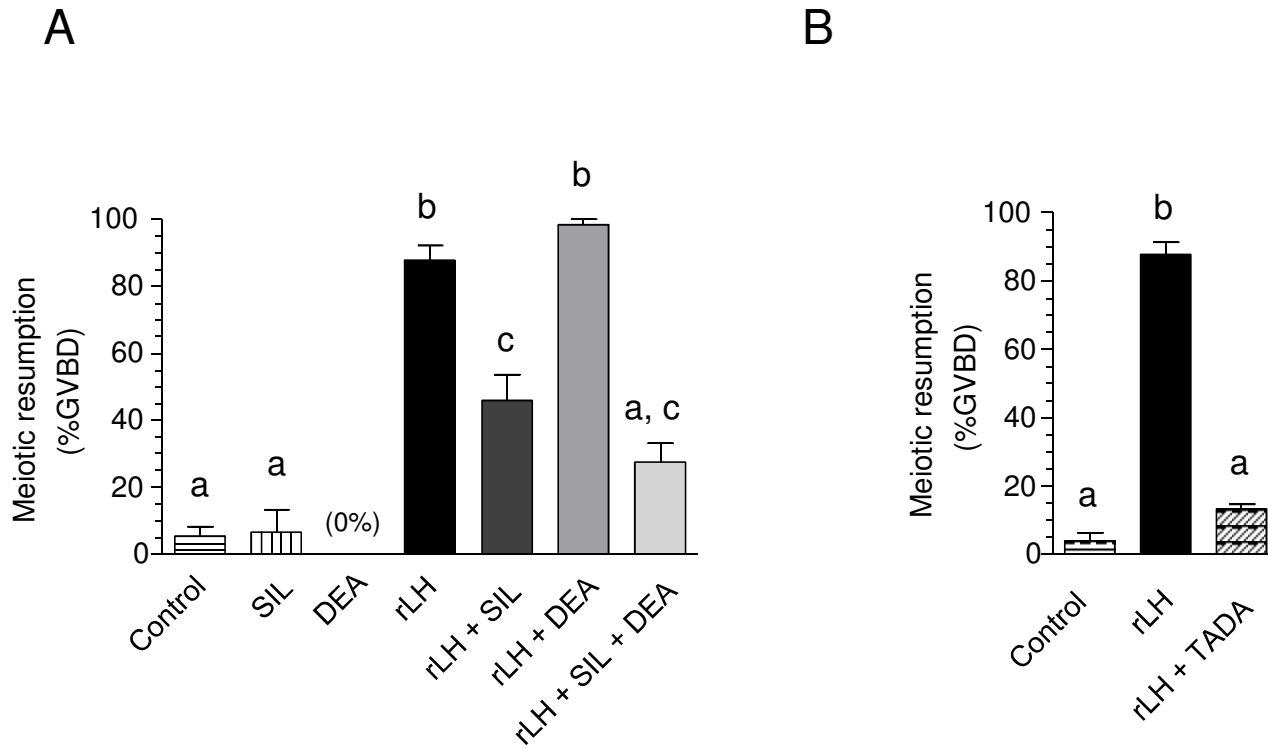 A
Meiotic resumption
(%GVBD)
100
80
60
40
20
0
a
a
(0%)
b
c
b
a, c
Control
SIL
DEA
rLH
rLH + SIL
rLH + DEA
rLH + SIL + DEA
B
Meiotic resumption
(%GVBD)
100
80
60
40
20
0
a
b
a
Control
rLH
rLH + TADA